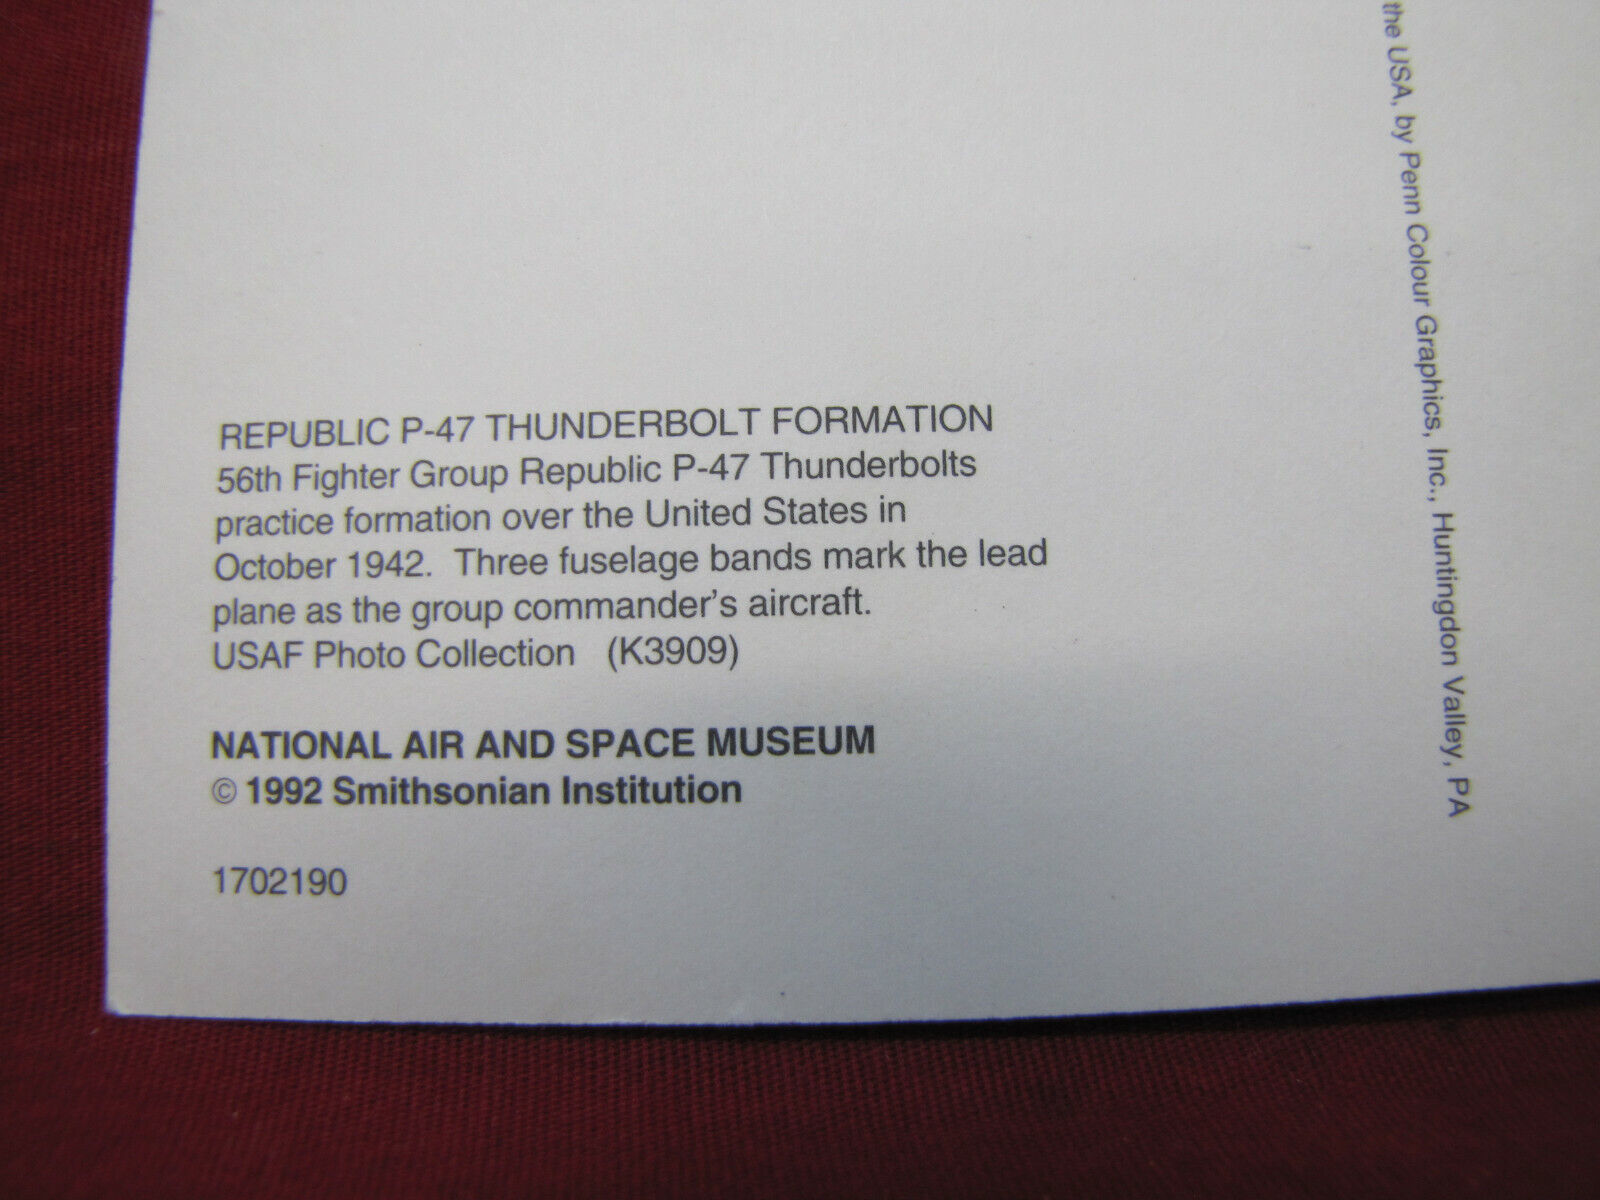 REPUBLIC P-47 THUNDERBOLT FORMATION
56th Fighter Group Republic P-47 Thunderbolts
practice formation over the United States in
October 1942.  Three fuselage bands mark the lead
plane as the group commander's aircraft.
USAF Photo Collection   (K3909)
NATIONAL AIR AND SPACE MUSEUM
© 1992 Smithsonian Institution
1702190
the USA, by Penn Colour Graphics, Inc., Huntingdon Valley, PA